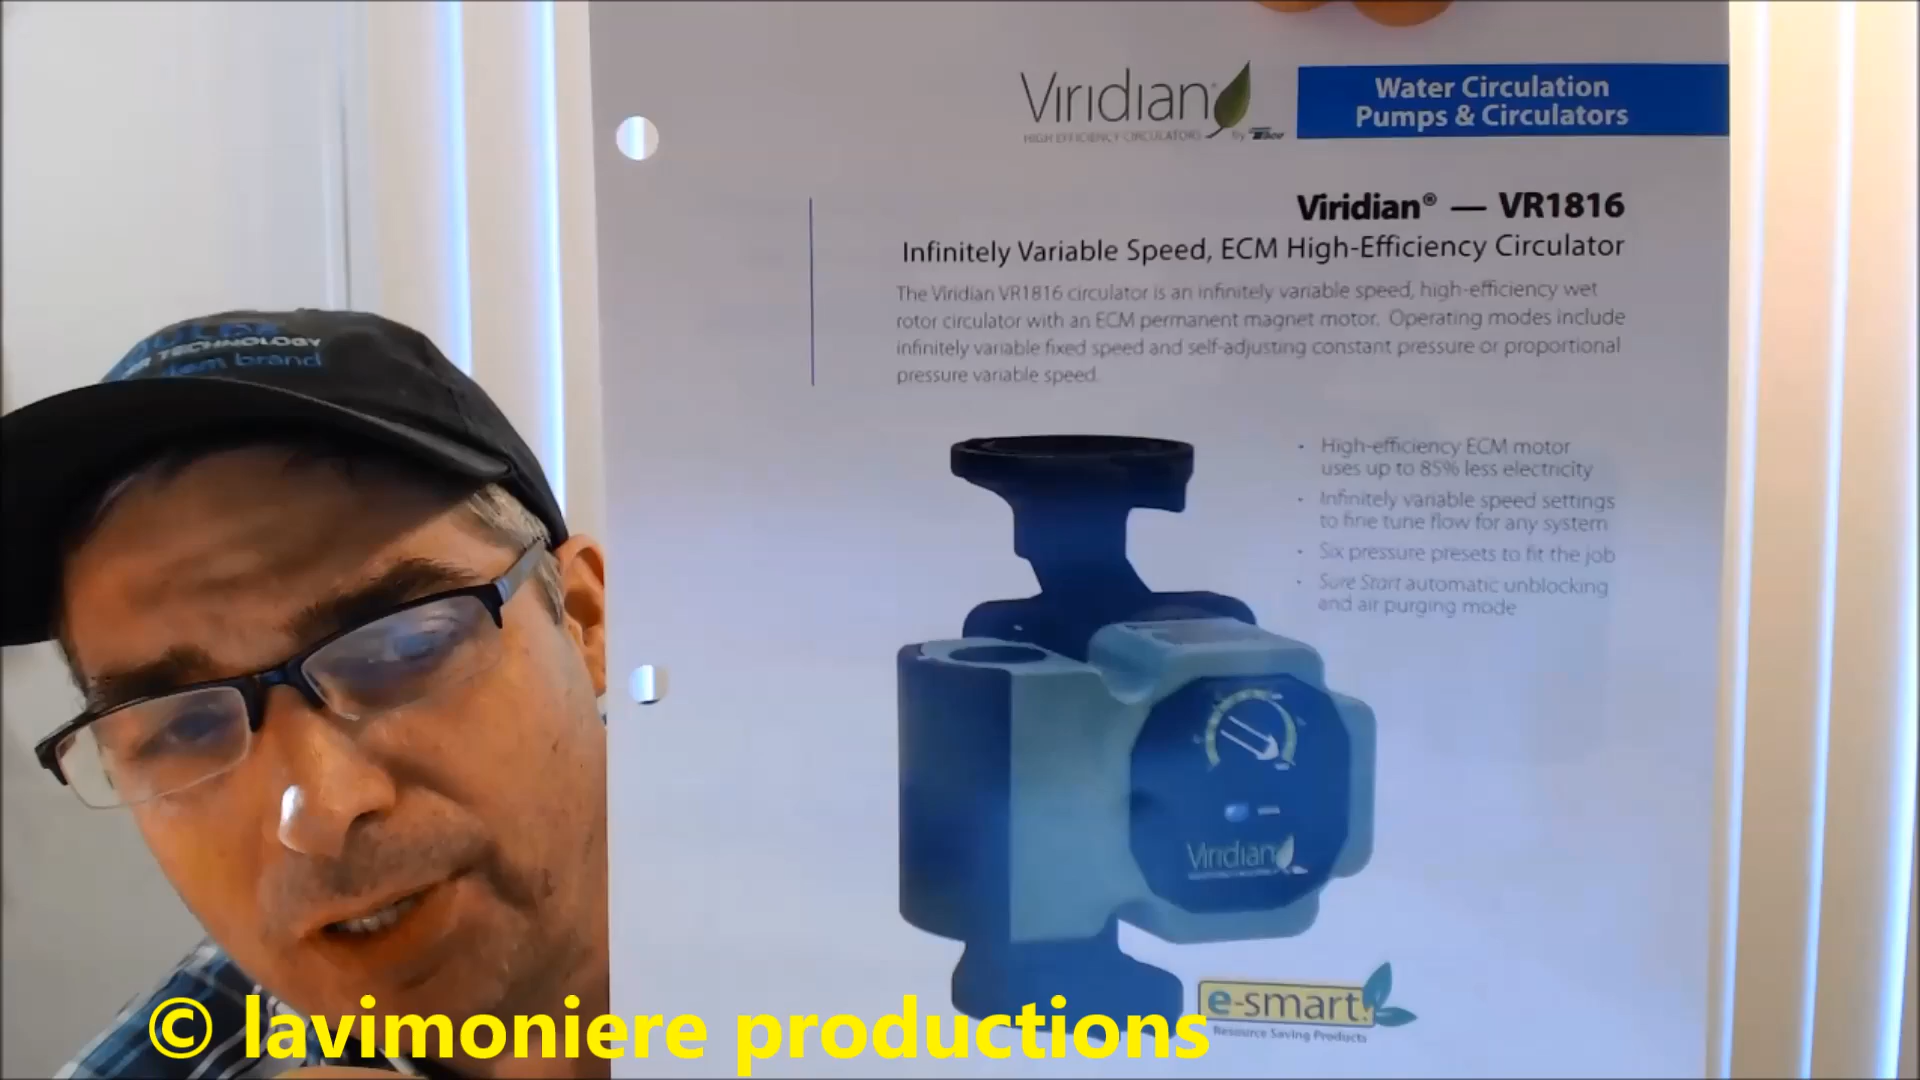 TECHNOLOGY
brand
Viridian
HIGH EFFICIENCY CIRCULATORS by Taco
Water Circulation
Pumps & Circulators
Viridian® — VR1816
Infinitely Variable Speed, ECM High-Efficiency Circulator
The Viridian VR1816 circulator is an infinitely variable speed, high-efficiency wet
rotor circulator with an ECM permanent magnet motor. Operating modes include
infinitely variable fixed speed and self-adjusting constant pressure or proportional
pressure variable speed.
• High-efficiency ECM motor
uses up to 85% less electricity
• Infinitely variable speed settings
to fine tune flow for any system
• Six pressure presets to fit the job
• Sure Start automatic unblocking
and air purging mode
Viridian
e-smart
Resource Saving Products
© lavimoniere productions